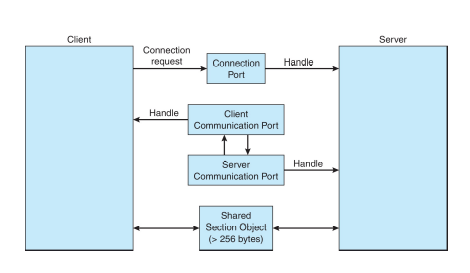 Client
Server
Connection
request
Connection
Port
Handle
Handle
Client
Communication Port
Server
Communication Port
Handle
Shared
Section Object
(> 256 bytes)